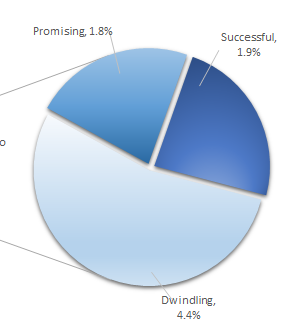 Promising, 1.8%
Successful,
1.9%
o
Dwindling,
4.4%